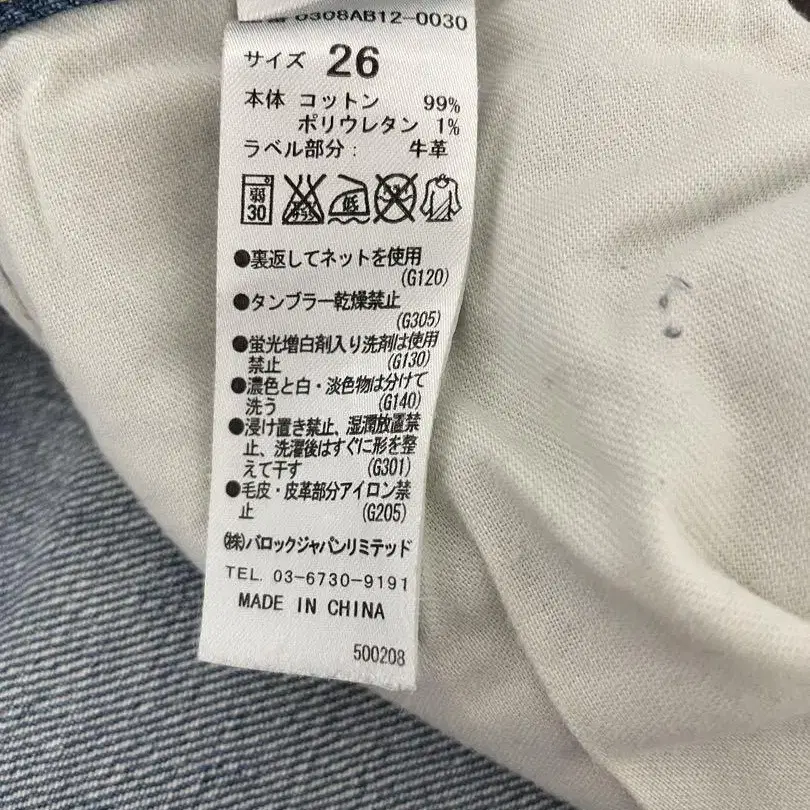 0308AB12-0030
サイズ 26
本体 コットン 99%
ポリウレタン 1%
ラベル部分： 牛革
弱 30 低
●裏返してネットを使用
(G120)
●タンブラー乾燥禁止
(G305)
●蛍光増白剤入り洗剤は使用
禁止 (G130)
●濃色と白・淡色物は分けて
洗う (G140)
●浸け置き禁止、湿潤放置禁
止、洗濯後はすぐに形を整
えて干す (G301)
●毛皮・皮革部分アイロン禁
止 (G205)
㈱バロックジャパンリミテッド
TEL. 03-6730-9191
MADE IN CHINA
500208